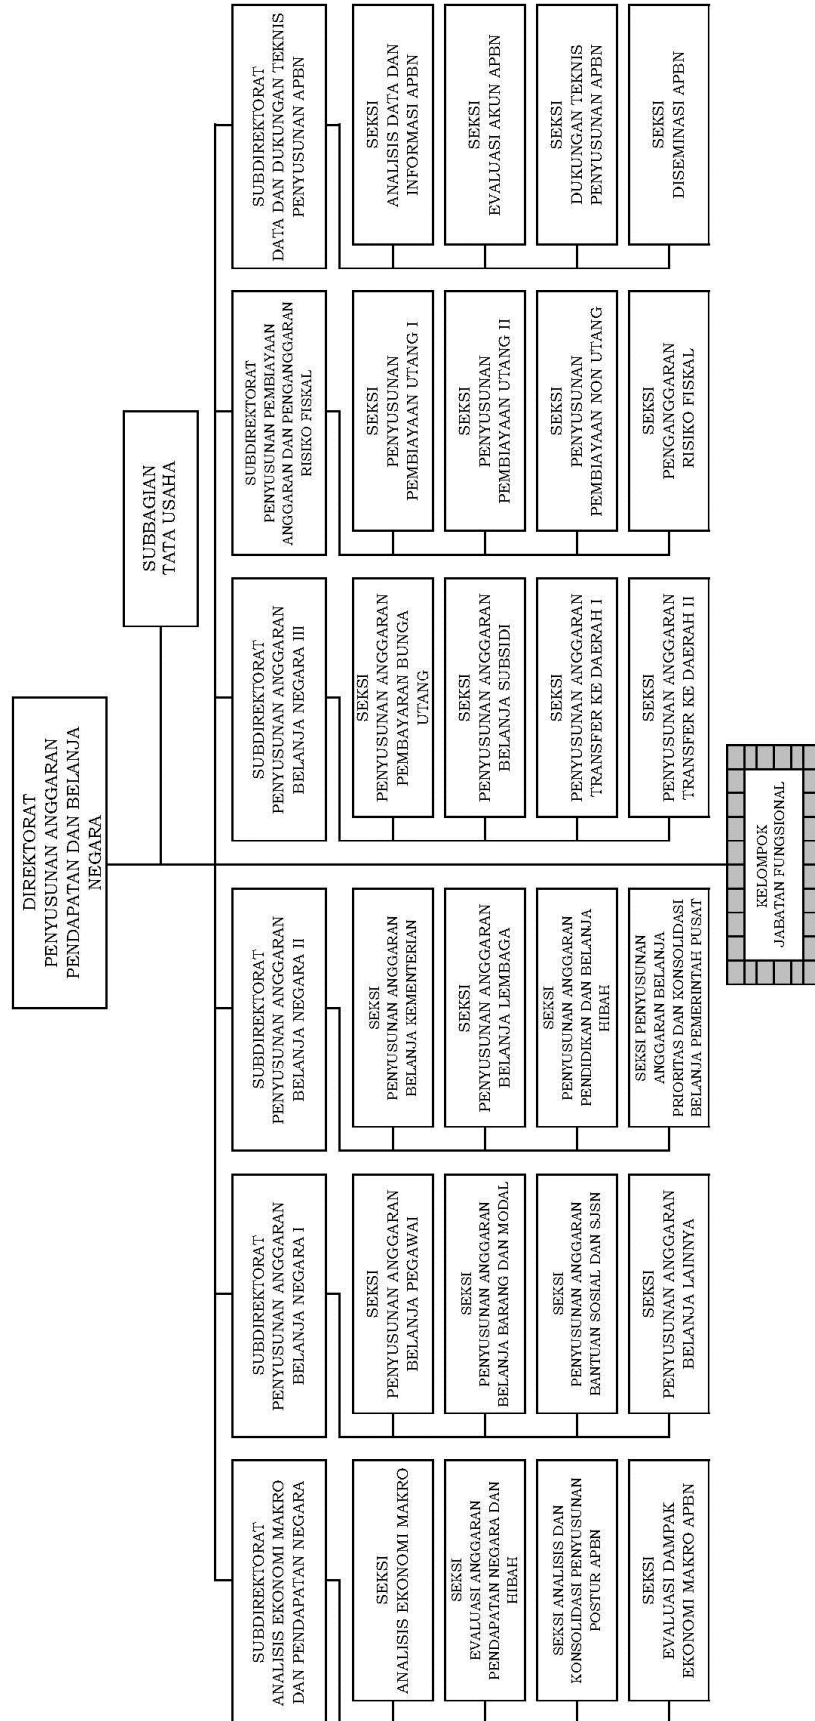 DIREKTORAT
PENYUSUNAN ANGGARAN
PENDAPATAN DAN BELANJA
NEGARA
SUBBAGIAN
TATA USAHA
SUBDIREKTORAT
ANALISIS EKONOMI MAKRO
DAN PENDAPATAN NEGARA
SEKSI
ANALISIS EKONOMI MAKRO
SEKSI
EVALUASI ANGGARAN
PENDAPATAN NEGARA DAN
HIBAH
SEKSI ANALISIS DAN
KONSOLIDASI PENYUSUNAN
POSTUR APBN
SEKSI
EVALUASI DAMPAK
EKONOMI MAKRO APBN
SUBDIREKTORAT
PENYUSUNAN ANGGARAN
BELANJA NEGARA I
SEKSI
PENYUSUNAN ANGGARAN
BELANJA PEGAWAI
SEKSI
PENYUSUNAN ANGGARAN
BELANJA BARANG DAN MODAL
SEKSI
PENYUSUNAN ANGGARAN
BANTUAN SOSIAL DAN SJSN
SEKSI
PENYUSUNAN ANGGARAN
BELANJA LAINNYA
SUBDIREKTORAT
PENYUSUNAN ANGGARAN
BELANJA NEGARA II
SEKSI
PENYUSUNAN ANGGARAN
BELANJA KEMENTERIAN
SEKSI
PENYUSUNAN ANGGARAN
BELANJA LEMBAGA
SEKSI
PENYUSUNAN ANGGARAN
PENDIDIKAN DAN BELANJA
HIBAH
SEKSI PENYUSUNAN
ANGGARAN BELANJA
PRIORITAS DAN KONSOLIDASI
BELANJA PEMERINTAH PUSAT
SUBDIREKTORAT
PENYUSUNAN ANGGARAN
BELANJA NEGARA III
SEKSI
PENYUSUNAN ANGGARAN
PEMBAYARAN BUNGA
UTANG
SEKSI
PENYUSUNAN ANGGARAN
BELANJA SUBSIDI
SEKSI
PENYUSUNAN ANGGARAN
TRANSFER KE DAERAH I
SEKSI
PENYUSUNAN ANGGARAN
TRANSFER KE DAERAH II
SUBDIREKTORAT
PENYUSUNAN PEMBIAYAAN
ANGGARAN DAN PENGANGGARAN
RISIKO FISKAL
SEKSI
PENYUSUNAN
PEMBIAYAAN UTANG I
SEKSI
PENYUSUNAN
PEMBIAYAAN UTANG II
SEKSI
PENYUSUNAN
PEMBIAYAAN NON UTANG
SEKSI
PENGANGGARAN
RISIKO FISKAL
SUBDIREKTORAT
DATA DAN DUKUNGAN TEKNIS
PENYUSUNAN APBN
SEKSI
ANALISIS DATA DAN
INFORMASI APBN
SEKSI
EVALUASI AKUN APBN
SEKSI
DUKUNGAN TEKNIS
PENYUSUNAN APBN
SEKSI
DISEMINASI APBN
KELOMPOK
JABATAN FUNGSIONAL